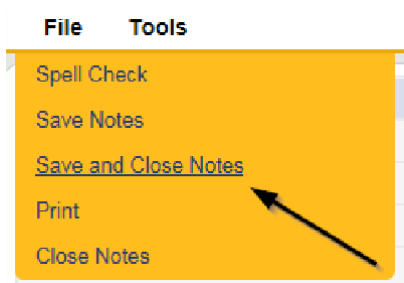 File Tools
Spell Check
Save Notes
Save and Close Notes
Print
Close Notes